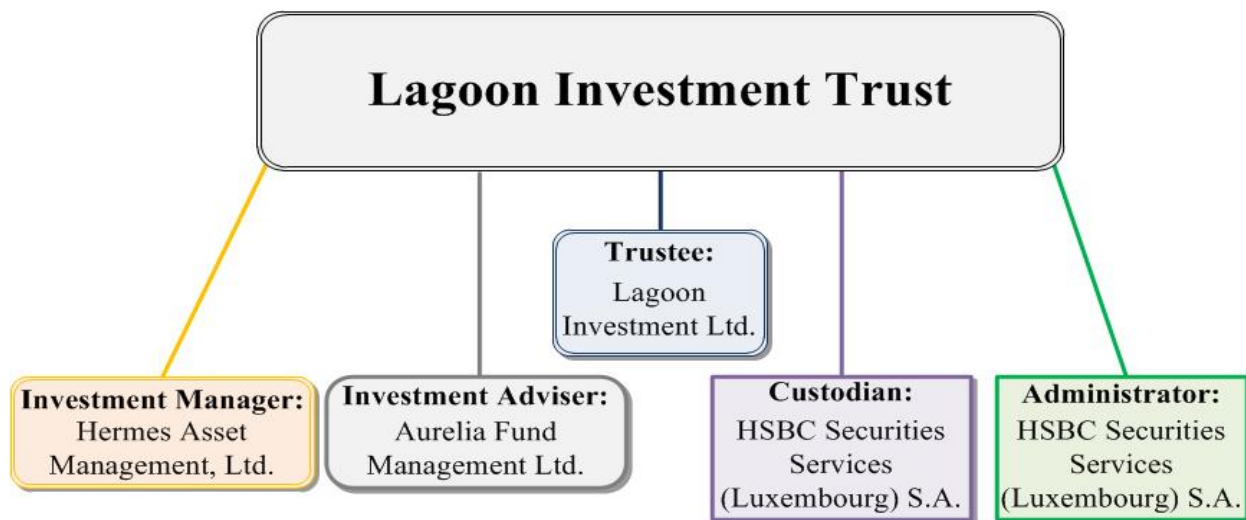 Lagoon Investment Trust
Trustee:
Lagoon
Investment Ltd.
Investment Manager:
Hermes Asset
Management, Ltd.
Investment Adviser:
Aurelia Fund
Management Ltd.
Custodian:
HSBC Securities
Services
(Luxembourg) S.A.
Administrator:
HSBC Securities
Services
(Luxembourg) S.A.